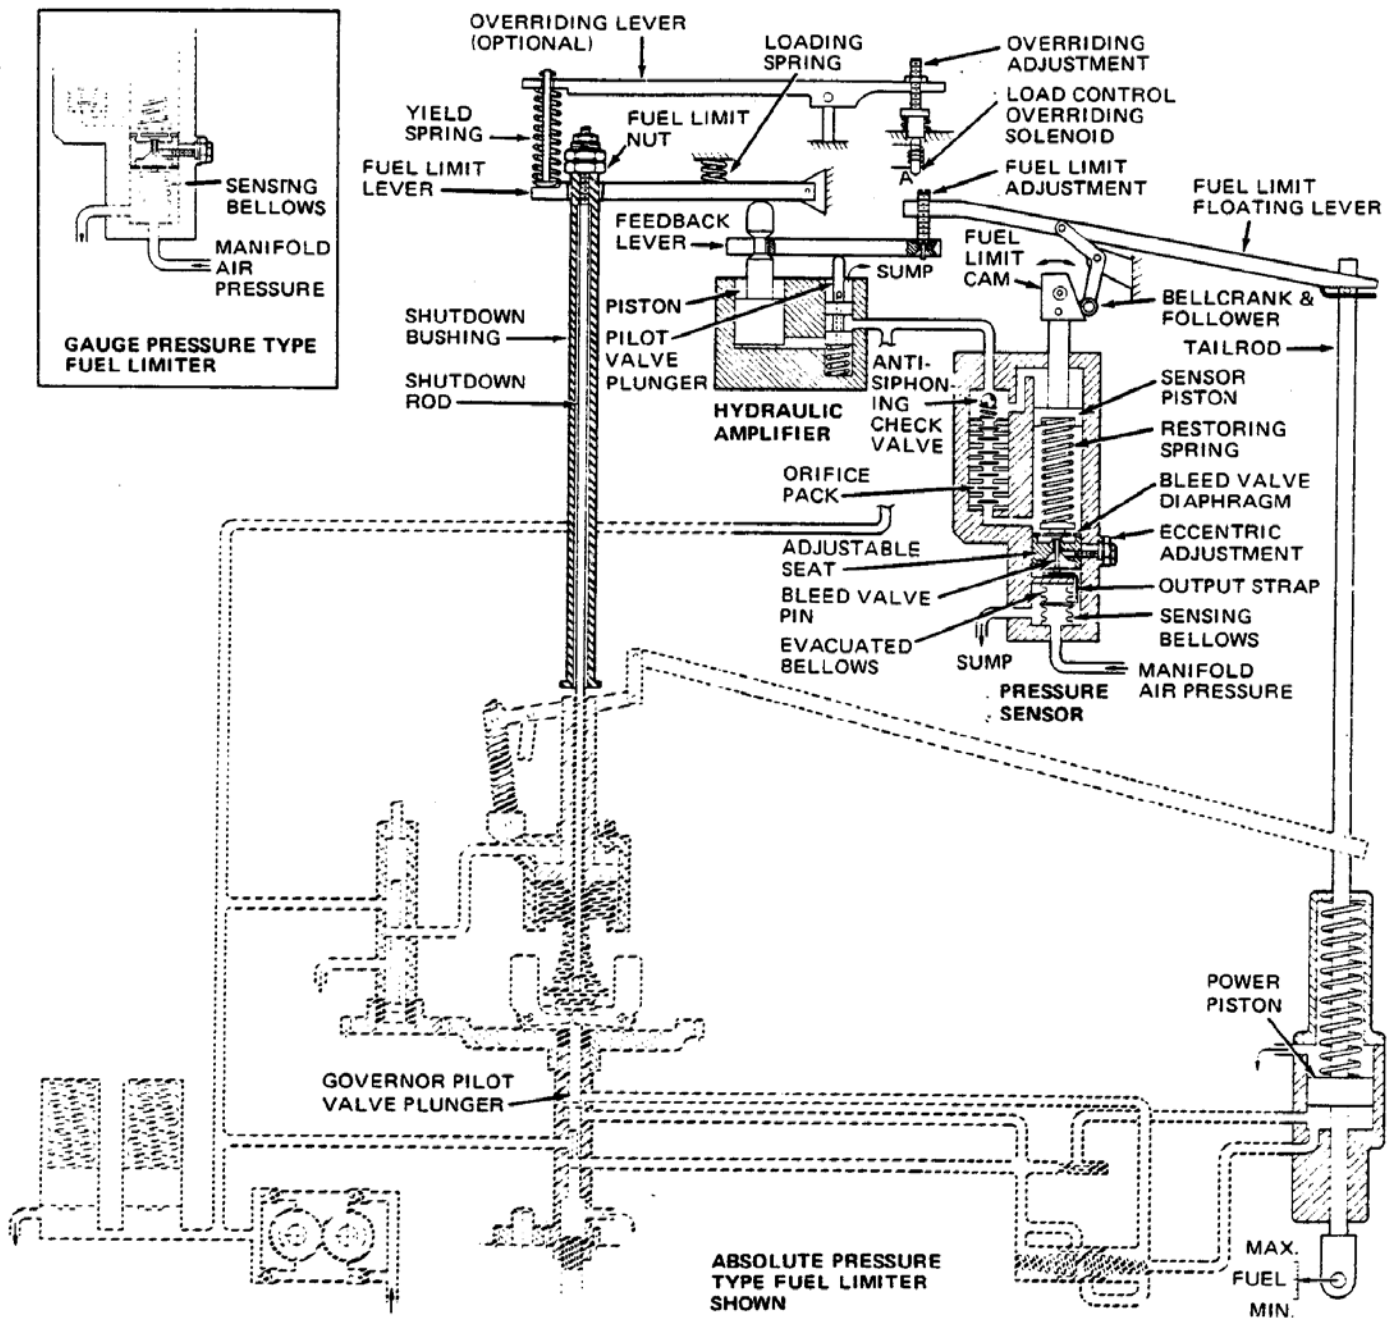 SENSING
BELLOWS
MANIFOLD
AIR
PRESSURE
GAUGE PRESSURE TYPE
FUEL LIMITER
OVERRIDING LEVER
(OPTIONAL)
LOADING
SPRING
OVERRIDING
ADJUSTMENT
LOAD CONTROL
OVERRIDING
SOLENOID
A
YIELD
SPRING
FUEL LIMIT
NUT
FUEL LIMIT
LEVER
FUEL LIMIT
ADJUSTMENT
FUEL LIMIT
FLOATING LEVER
FEEDBACK
LEVER
SUMP
FUEL
LIMIT
CAM
PISTON
PILOT
VALVE
PLUNGER
BELLCRANK &
FOLLOWER
TAILROD
SHUTDOWN
BUSHING
SHUTDOWN
ROD
HYDRAULIC
AMPLIFIER
ANTI-
SIPHON-
ING
CHECK
VALVE
SENSOR
PISTON
RESTORING
SPRING
ORIFICE
PACK
BLEED VALVE
DIAPHRAGM
ADJUSTABLE
SEAT
ECCENTRIC
ADJUSTMENT
BLEED VALVE
PIN
OUTPUT STRAP
EVACUATED
BELLOWS
SUMP
SENSING
BELLOWS
MANIFOLD
AIR PRESSURE
PRESSURE
SENSOR
POWER
PISTON
GOVERNOR PILOT
VALVE PLUNGER
ABSOLUTE PRESSURE
TYPE FUEL LIMITER
SHOWN
MAX.
FUEL
MIN.